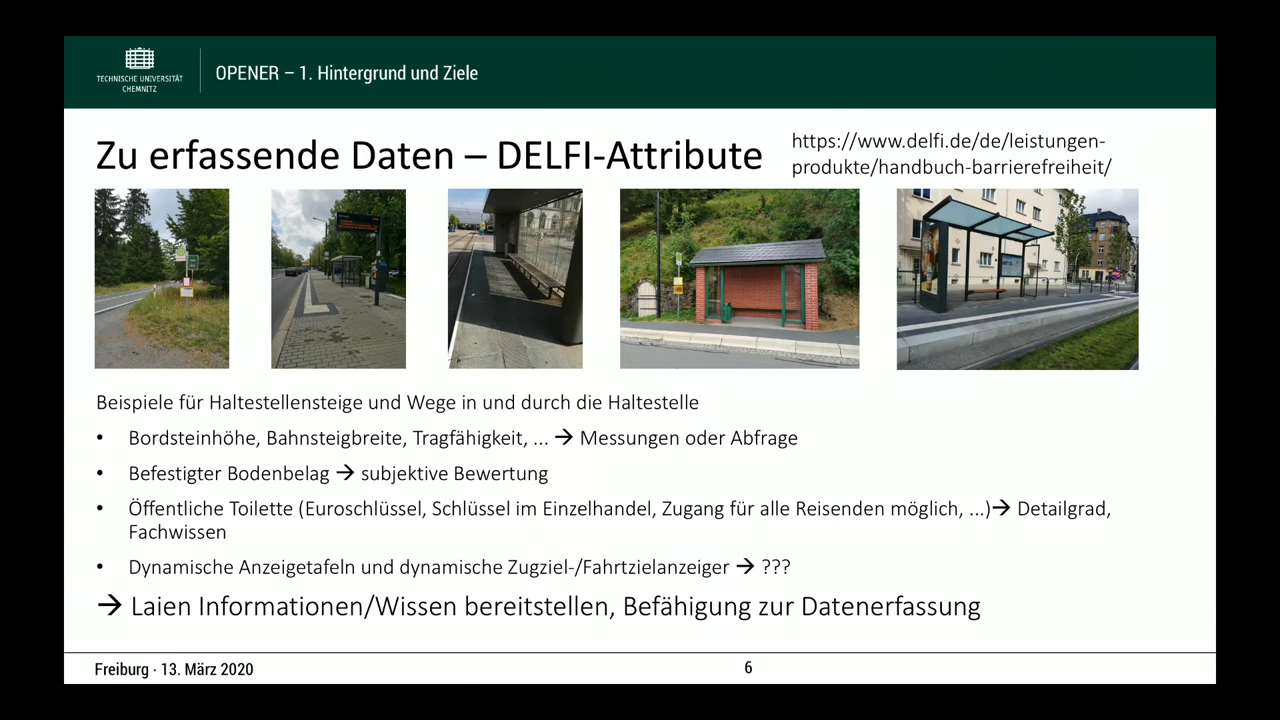 TECHNISCHE UNIVERSITÄT
CHEMNITZ
OPENER – 1. Hintergrund und Ziele
Zu erfassende Daten – DELFI-Attribute
https://www.delfi.de/de/leistungen-
produkte/handbuch-barrierefreiheit/
Beispiele für Haltestellensteige und Wege in und durch die Haltestelle
• Bordsteinhöhe, Bahnsteigbreite, Tragfähigkeit, ... → Messungen oder Abfrage
• Befestigter Bodenbelag → subjektive Bewertung
• Öffentliche Toilette (Euroschlüssel, Schlüssel im Einzelhandel, Zugang für alle Reisenden möglich, ...)→ Detailgrad,
Fachwissen
• Dynamische Anzeigetafeln und dynamische Zugziel-/Fahrtzielanzeiger → ???
→ Laien Informationen/Wissen bereitstellen, Befähigung zur Datenerfassung
Freiburg · 13. März 2020
6